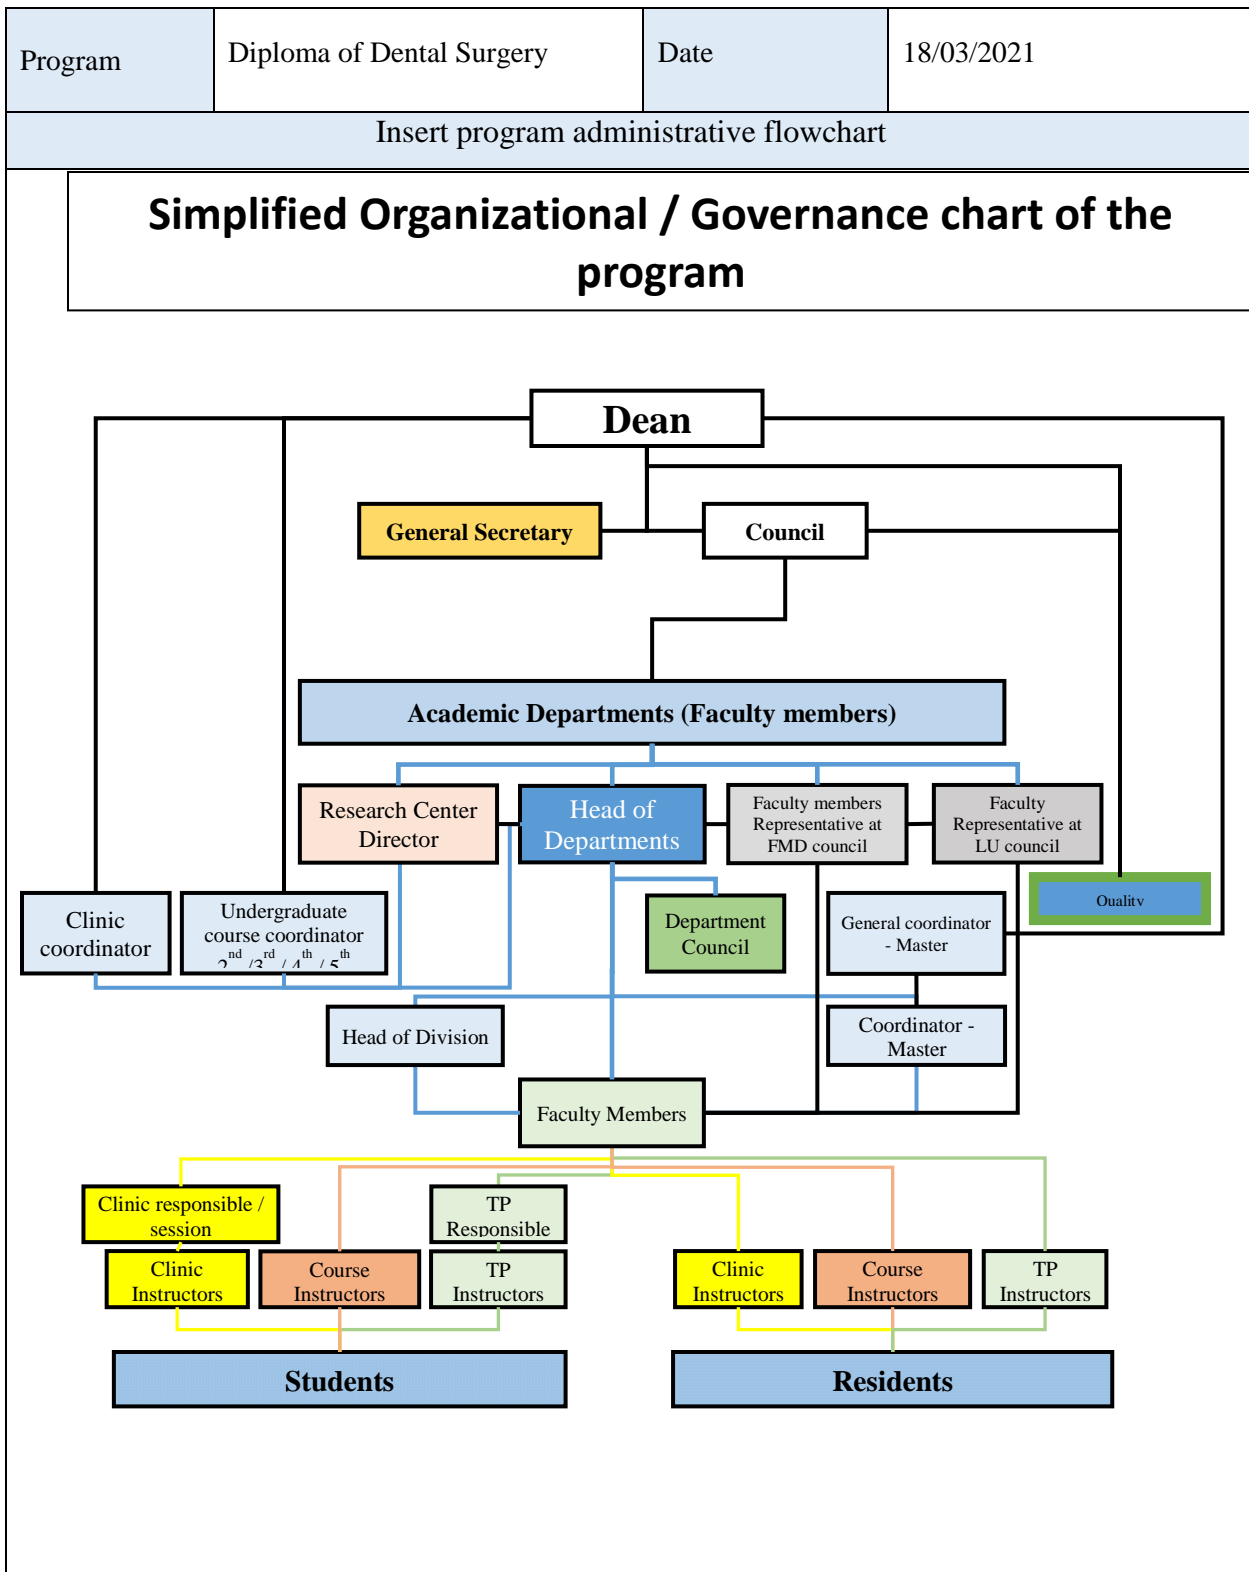 Program
Diploma of Dental Surgery
Date
18/03/2021
Insert program administrative flowchart
Simplified Organizational / Governance chart of the
program
Dean
General Secretary
Council
Academic Departments (Faculty members)
Research Center
Director
Head of
Departments
Faculty members
Representative at
FMD council
Faculty
Representative at
LU council
Quality
Clinic
coordinator
Undergraduate
course coordinator
2nd /3rd / 4th / 5th
Department
Council
General coordinator
- Master
Head of Division
Coordinator -
Master
Faculty Members
Clinic responsible /
session
TP
Responsible
Clinic
Instructors
Course
Instructors
TP
Instructors
Clinic
Instructors
Course
Instructors
TP
Instructors
Students
Residents